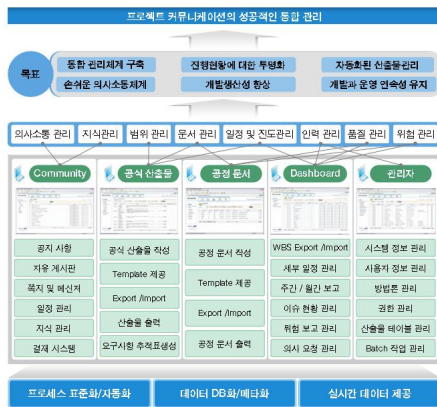 프로젝트 커뮤니케이션의 성공적인 통합 관리
목표
통합 관리체계 구축
진행현황에 대한 투명화
자동화된 산출물관리
손쉬운 의사소통체계
개발생산성 향상
개발과 운영 연속성 유지
의사소통 관리
지식관리
범위 관리
문서 관리
일정 및 진도관리
인력 관리
품질 관리
위험 관리
Community
공지 사항
자유 게시판
쪽지 및 메신저
일정 관리
지식 관리
결재 시스템
공식 산출물
공식 산출물 작성
Template 제공
Export /Import
산출물 출력
요구사항 추적표생성
공정 문서
공정 문서 작성
Template 제공
Export /Import
공정 문서 출력
Dashboard
WBS Export /Import
세부 일정 관리
주간 / 월간 보고
이슈 현황 관리
위험 보고 관리
의사 요청 관리
관리자
시스템 정보 관리
사용자 정보 관리
방법론 관리
권한 관리
산출물 테이블 관리
Batch 작업 관리
프로세스 표준화/자동화
데이터 DB화/메타화
실시간 데이터 제공